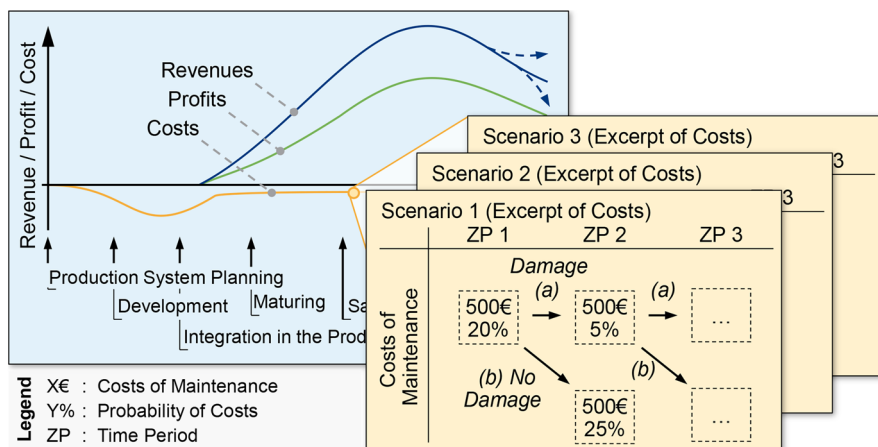 Revenue / Profit / Cost
Revenues
Profits
Costs
Production System Planning
Development
Maturing
Integration in the
Scenario 3 (Excerpt of Costs)
3
Scenario 2 (Excerpt of Costs)
3
Scenario 1 (Excerpt of Costs)
ZP 1 ZP 2 ZP 3
Costs of
Maintenance
Damage
(a) (a)
500€ 500€ ...
20% 5%
(b) No (b)
Damage
500€ ...
25%
Legend
X€ : Costs of Maintenance
Y% : Probability of Costs
ZP : Time Period